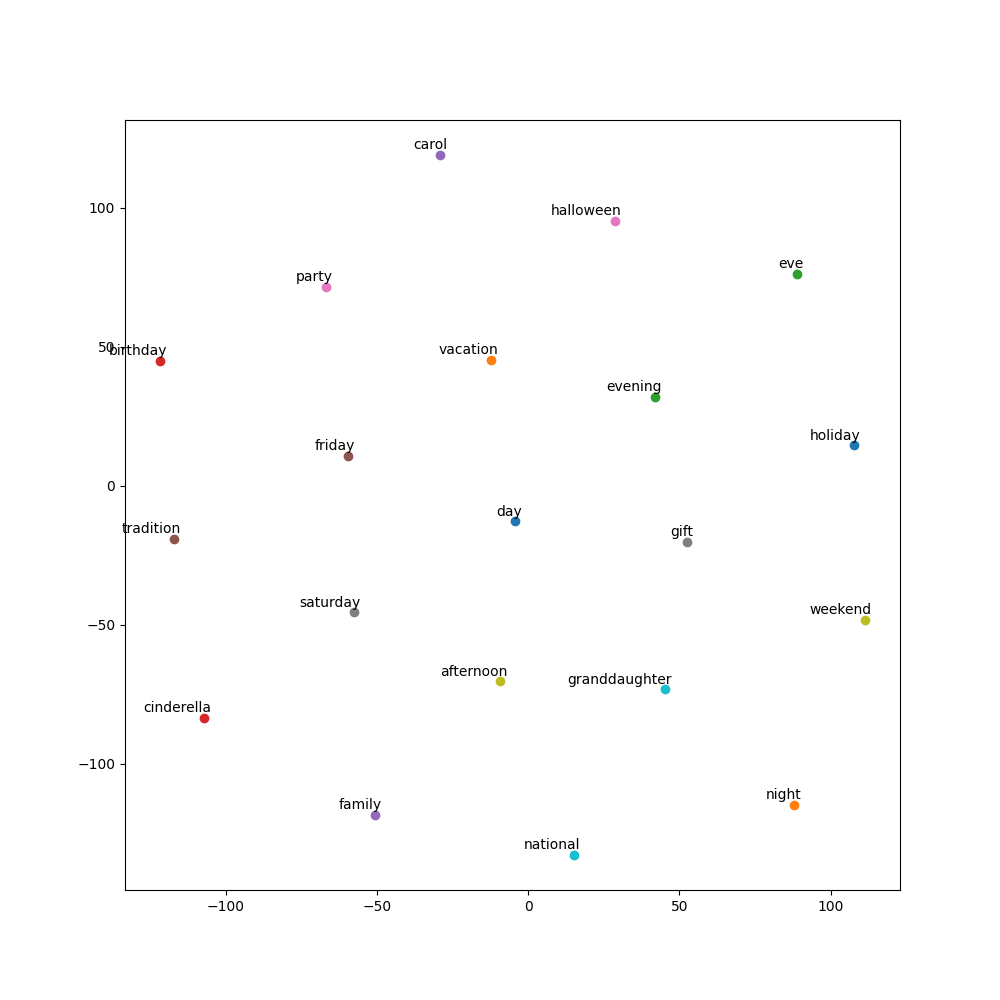 carol
halloween
100
eve
party
50
birthday
vacation
evening
holiday
friday
0
day
tradition
gift
saturday
weekend
−50
afternoon
granddaughter
cinderella
−100
night
family
national
−100 −50 0 50 100